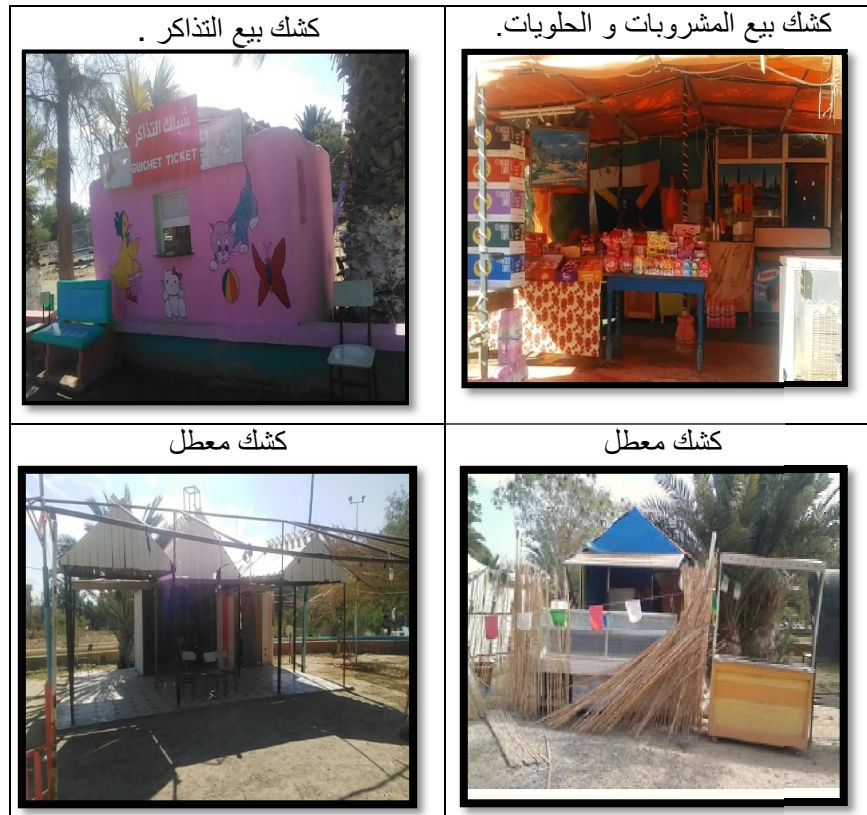 كشك بيع المشروبات و الحلويات.
كشك بيع التذاكر .
شباك التذاكر
GUICHET TICKET
كشك معطل
كشك معطل